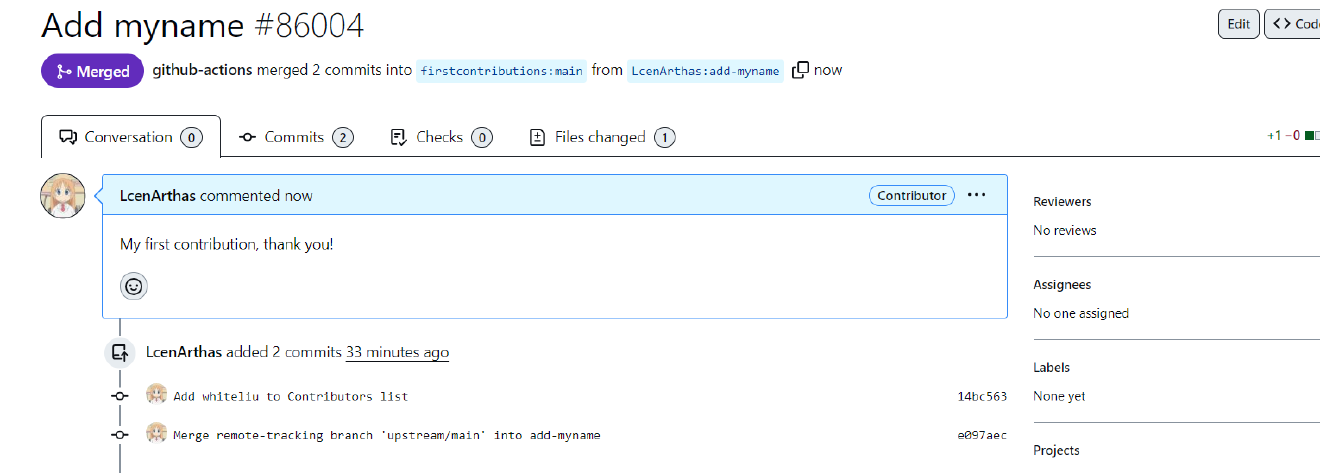 Add myname #86004
Edit
<> Code
Merged github-actions merged 2 commits into firstcontributions:main from LcenArthas:add-myname now
Conversation 0 Commits 2 Checks 0 Files changed 1 +1 −0
LcenArthas commented now Contributor ...
My first contribution, thank you!
LcenArthas added 2 commits 33 minutes ago
Add whiteliu to Contributors list 14bc563
Merge remote-tracking branch 'upstream/main' into add-myname e097aec
Reviewers
No reviews
Assignees
No one assigned
Labels
None yet
Projects